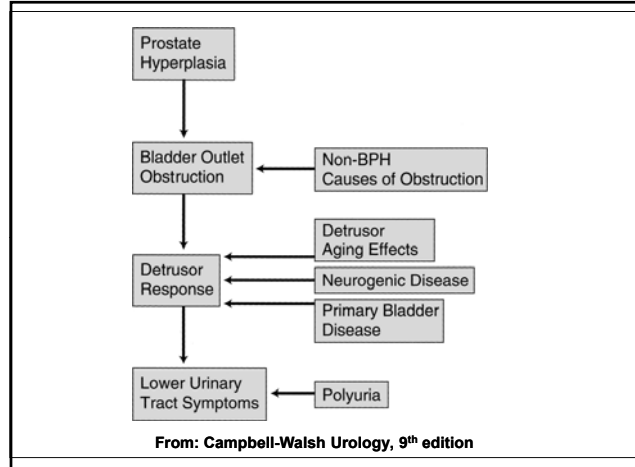 Prostate
Hyperplasia
Bladder Outlet
Obstruction
Non-BPH
Causes of Obstruction
Detrusor
Aging Effects
Detrusor
Response
Neurogenic Disease
Primary Bladder
Disease
Lower Urinary
Tract Symptoms
Polyuria
From: Campbell-Walsh Urology, 9th edition